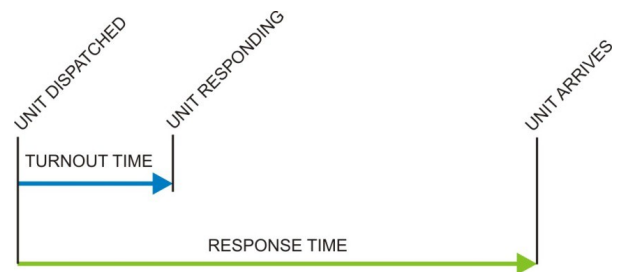 UNIT DISPATCHED
UNIT RESPONDING
UNIT ARRIVES
TURNOUT TIME
RESPONSE TIME